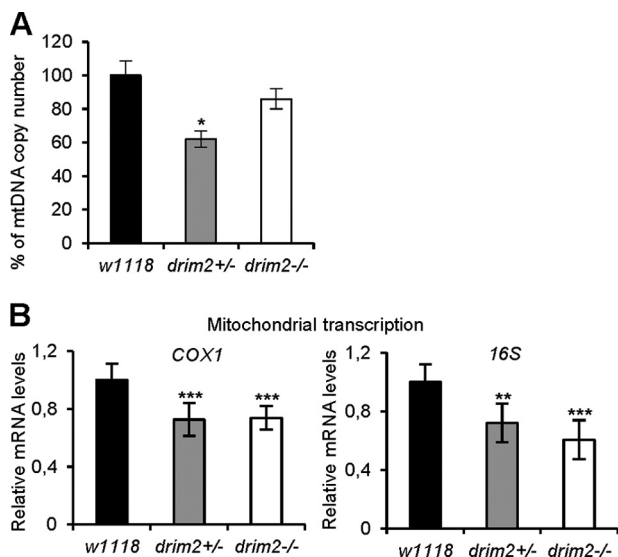 A
% of mtDNA copy number
120
100
80
60
40
20
0
*
w1118 drim2+/- drim2-/-
B
Mitochondrial transcription
COX1
Relative mRNA levels
1,2
0,8
0,4
0
*** ***
w1118 drim2+/- drim2-/-
16S
Relative mRNA levels
1,2
0,8
0,4
0
** ***
w1118 drim2+/- drim2-/-